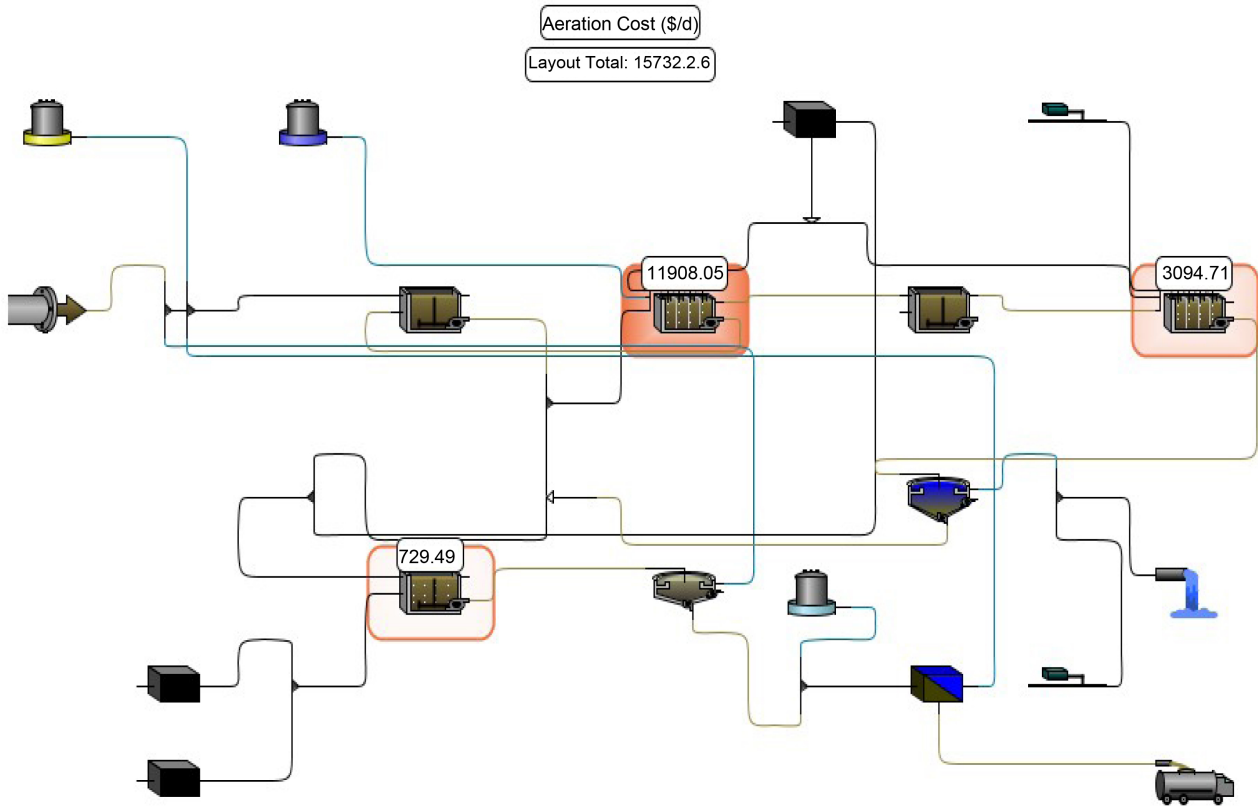 Aeration Cost ($/d)
Layout Total: 15732.2.6
11908.05
3094.71
729.49